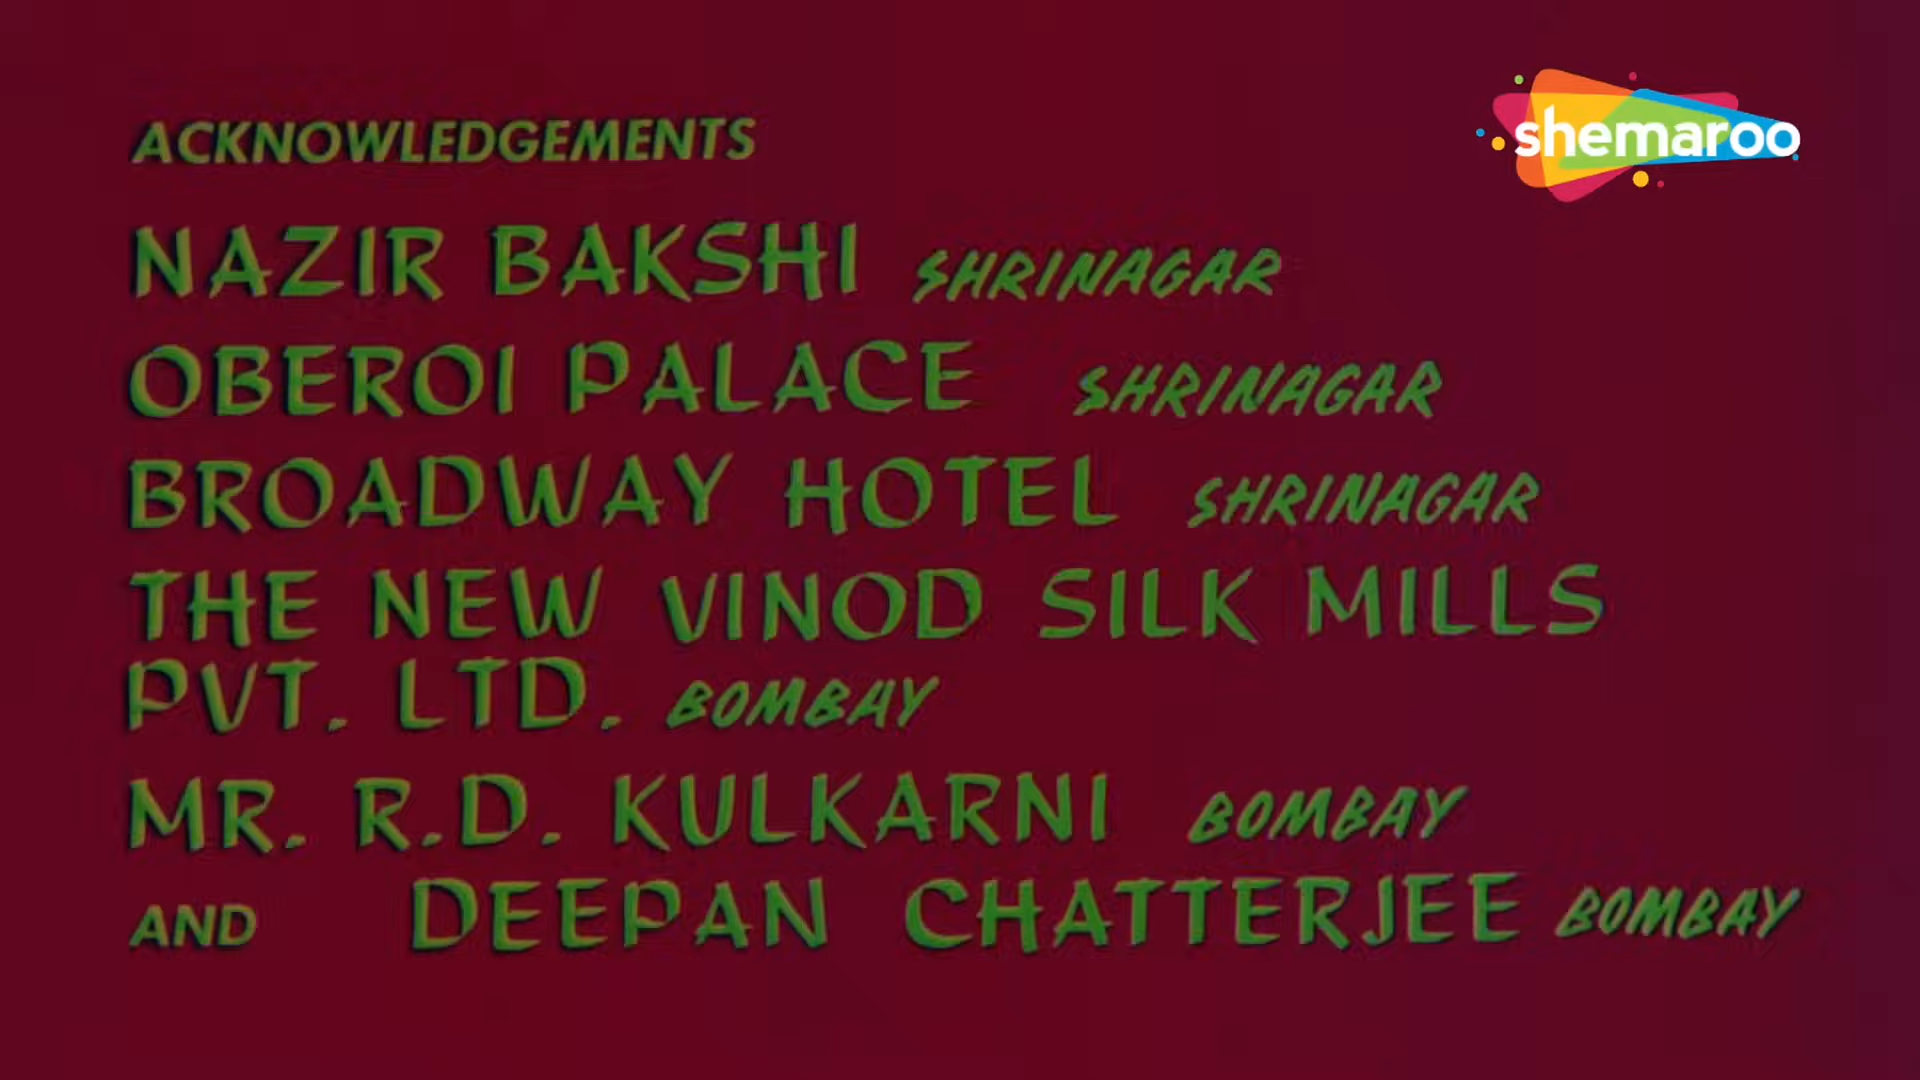 shemaroo
ACKNOWLEDGEMENTS
NAZIR BAKSHI SHRINAGAR
OBEROI PALACE SHRINAGAR
BROADWAY HOTEL SHRINAGAR
THE NEW VINOD SILK MILLS
PVT. LTD. BOMBAY
MR. R.D. KULKARNI BOMBAY
AND DEEPAN CHATTERJEE BOMBAY